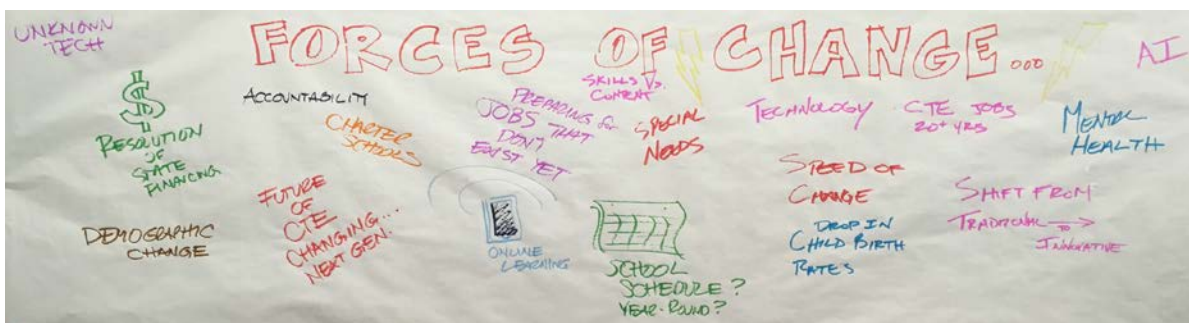 UNKNOWN
TECH
FORCES OF CHANGE...
AI
$
RESOLUTION
OF
STATE
FINANCING
ACCOUNTABILITY
CHARTER
SCHOOLS
PREPARING for
JOBS THAT
DON'T
EXIST YET
SKILLS Vs.
CONTENT
SPECIAL
NEEDS
TECHNOLOGY
CTE JOBS
20+ YRS
MENTAL
HEALTH
DEMOGRAPHIC
CHANGE
FUTURE
OF
CTE
CHANGING...
NEXT GEN.
ONLINE
LEARNING
SCHOOL
SCHEDULE?
YEAR-ROUND?
SPEED OF
CHANGE
DROP IN
CHILD BIRTH
RATES
SHIFT FROM
TRADITIONAL TO
INNOVATIVE